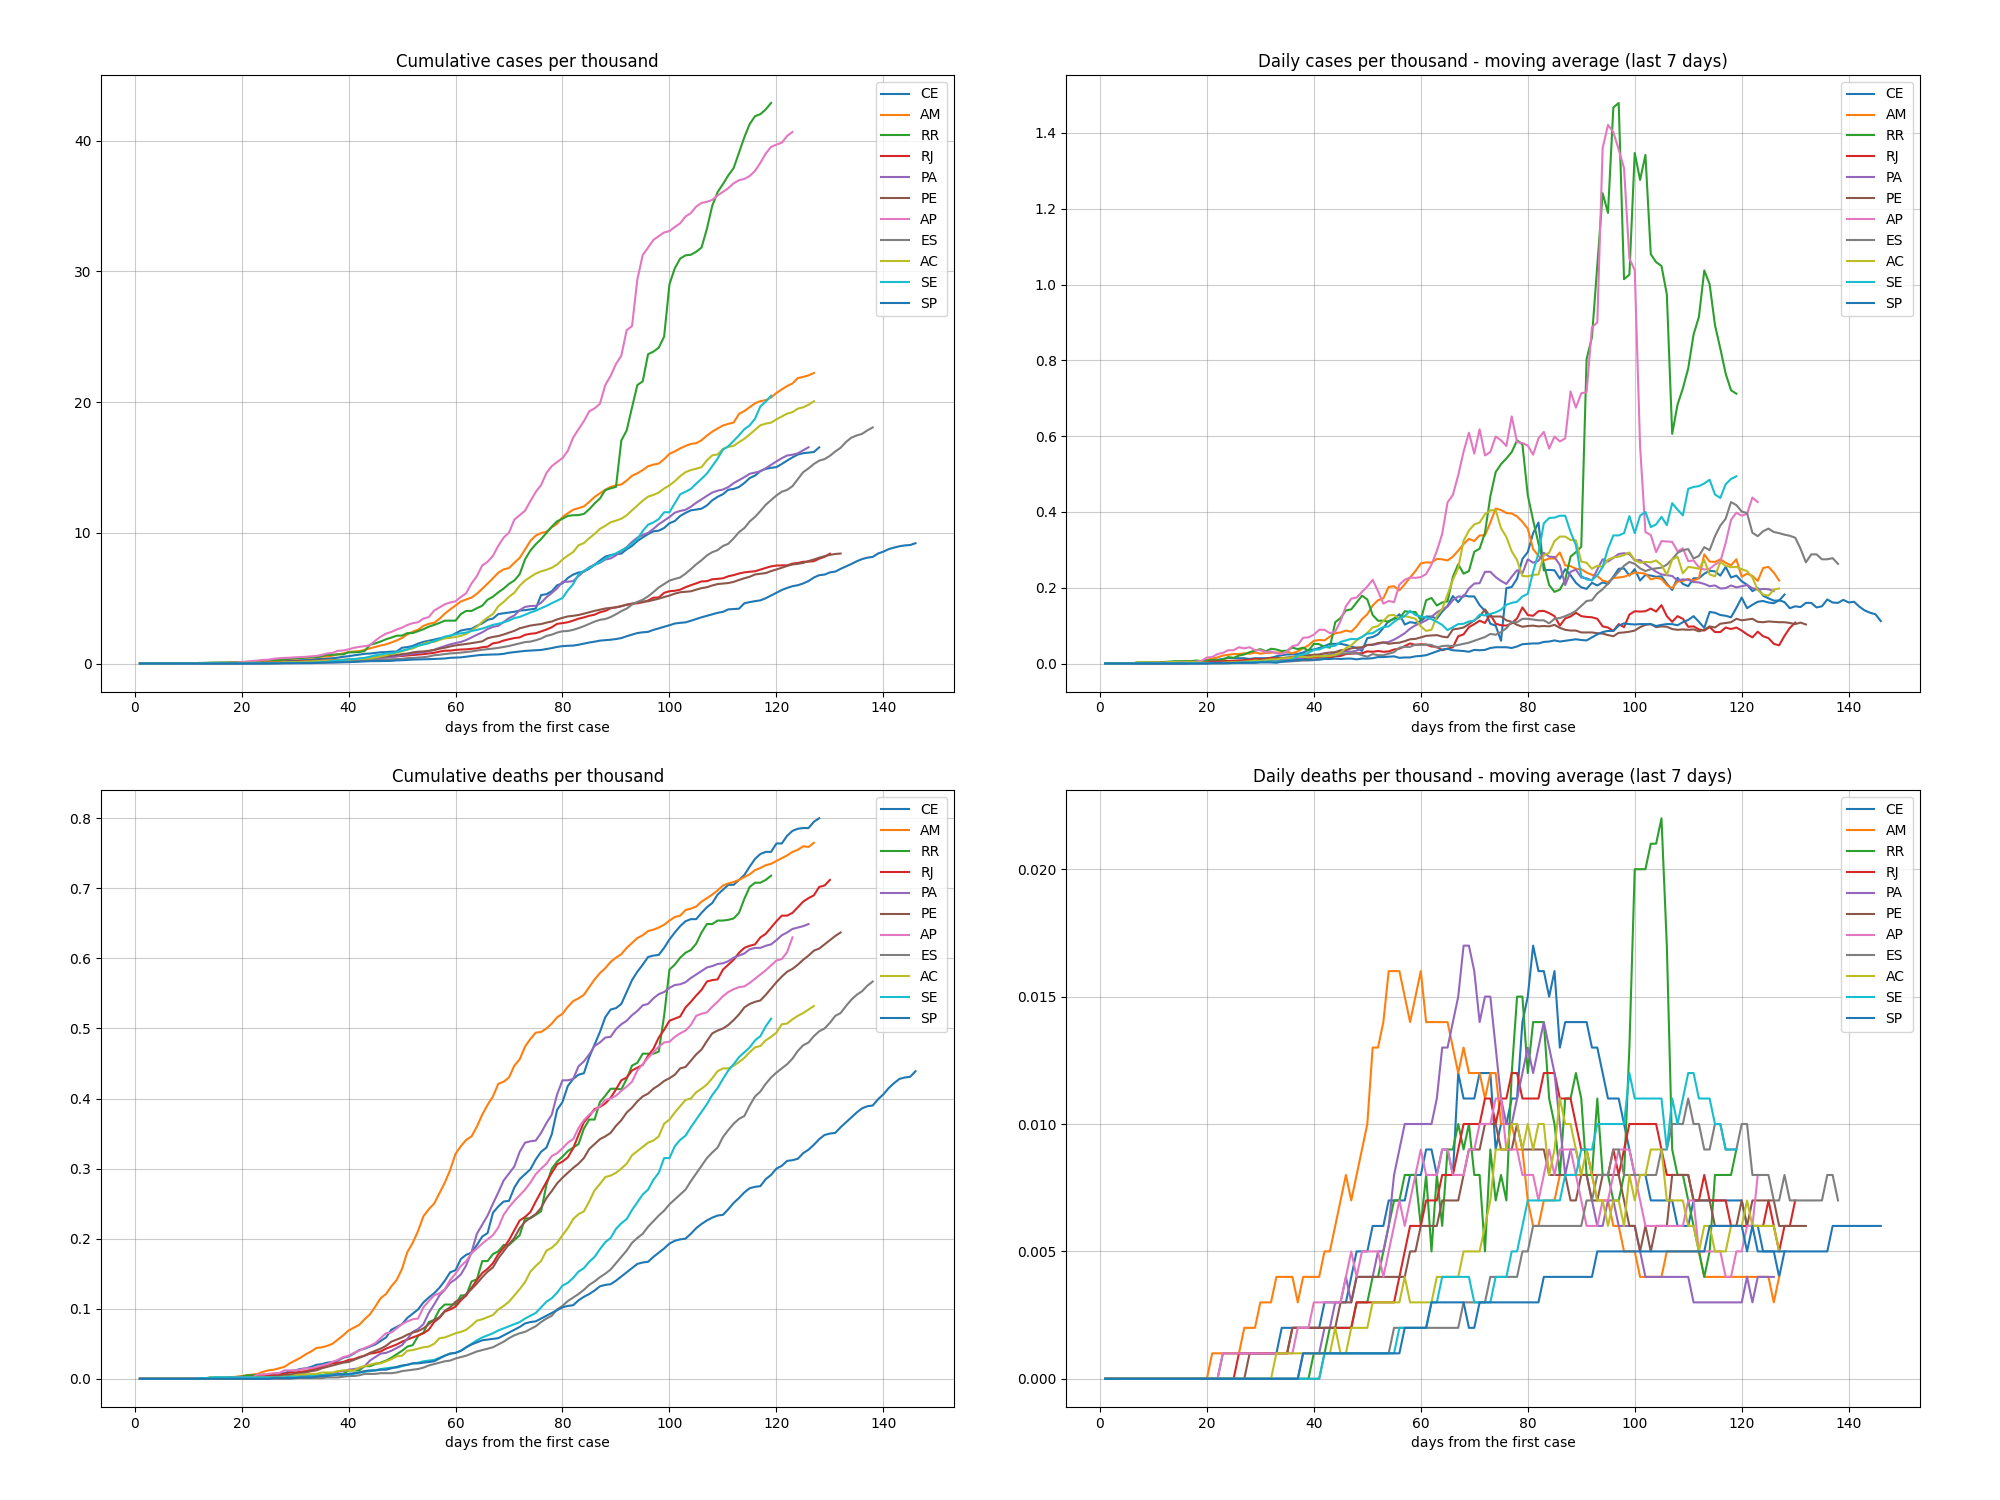 Cumulative cases per thousand
40
30
20
10
0
0 20 40 60 80 100 120 140
days from the first case
CE
AM
RR
RJ
PA
PE
AP
ES
AC
SE
SP
Daily cases per thousand - moving average (last 7 days)
1.4
1.2
1.0
0.8
0.6
0.4
0.2
0.0
0 20 40 60 80 100 120 140
days from the first case
CE
AM
RR
RJ
PA
PE
AP
ES
AC
SE
SP
Cumulative deaths per thousand
0.8
0.7
0.6
0.5
0.4
0.3
0.2
0.1
0.0
0 20 40 60 80 100 120 140
days from the first case
CE
AM
RR
RJ
PA
PE
AP
ES
AC
SE
SP
Daily deaths per thousand - moving average (last 7 days)
0.020
0.015
0.010
0.005
0.000
0 20 40 60 80 100 120 140
days from the first case
CE
AM
RR
RJ
PA
PE
AP
ES
AC
SE
SP